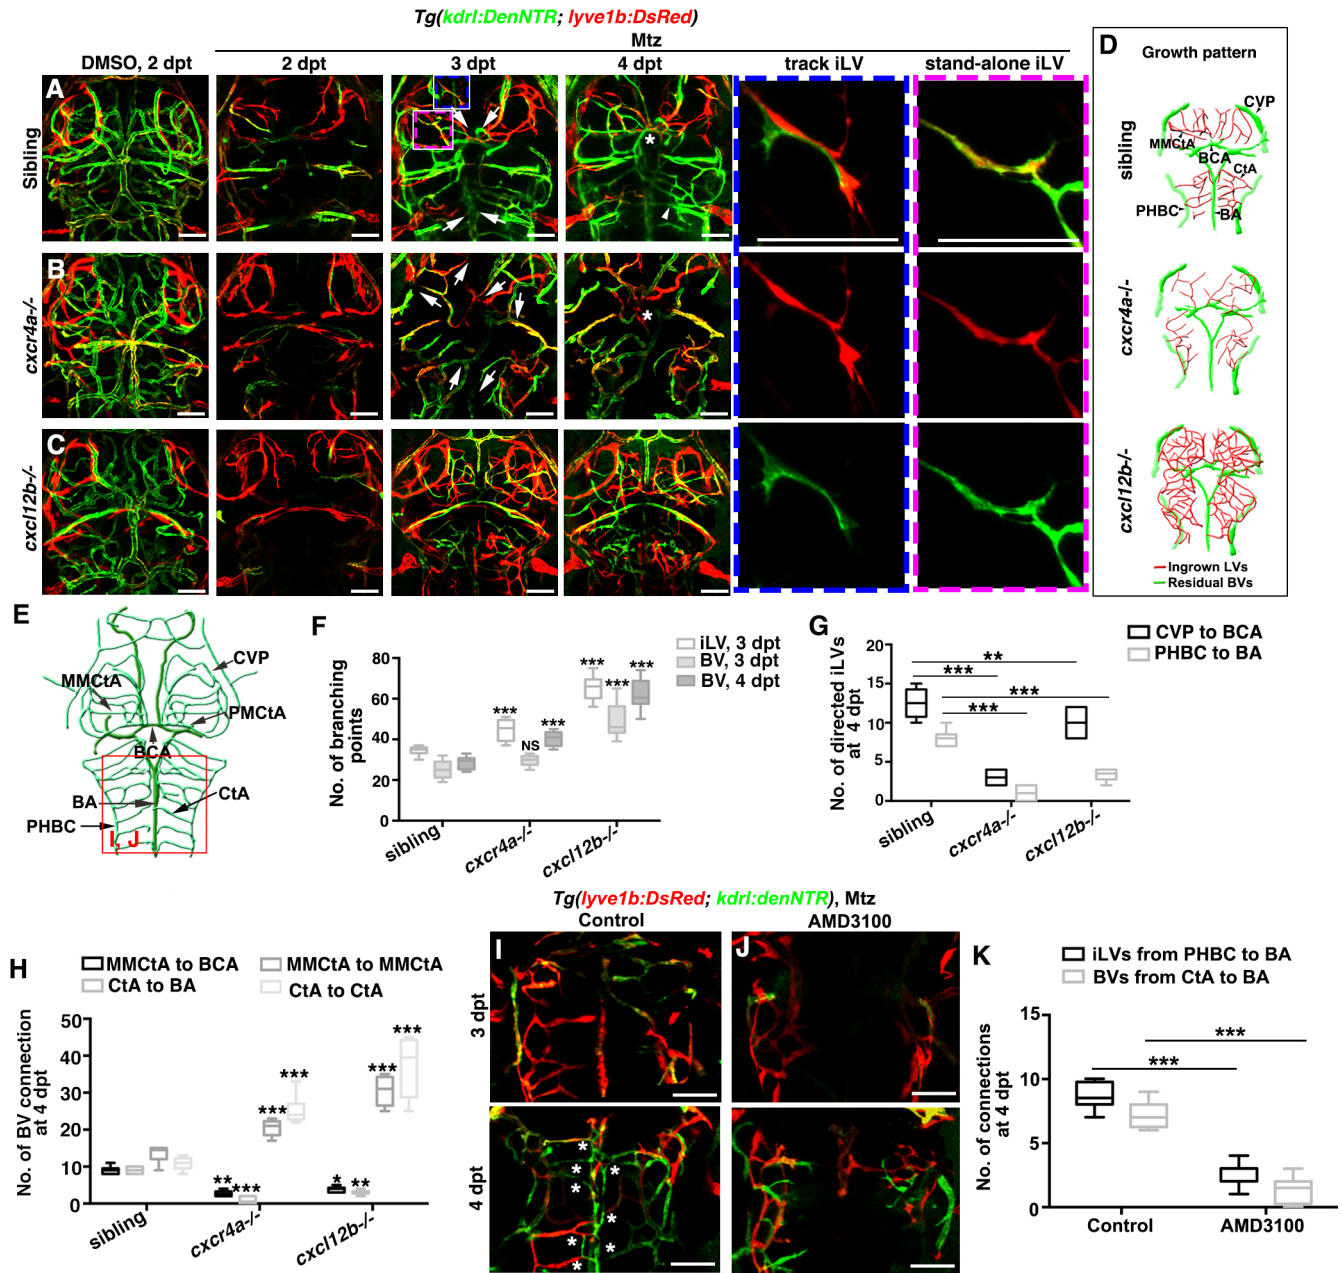 Tg(kdrl:DenNTR; lyve1b:DsRed)
Mtz
DMSO, 2 dpt
2 dpt
3 dpt
4 dpt
track iLV
stand-alone iLV
A
Sibling
*
B
cxcr4a-/-
*
C
cxcl12b-/-
D
Growth pattern
sibling
CVP
MMCtA
BCA
CtA
PHBC
BA
cxcr4a-/-
cxcl12b-/-
Ingrown LVs
Residual BVs
E
CVP
MMCtA
PMCtA
BCA
BA
CtA
PHBC
I, J
F
iLV, 3 dpt
BV, 3 dpt
BV, 4 dpt
No. of branching
points
80
60
40
20
0
*** NS ***
*** *** ***
sibling
cxcr4a-/-
cxcl12b-/-
G
CVP to BCA
PHBC to BA
No. of directed iLVs
at 4 dpt
20
15
10
5
0
**
***
***
***
sibling
cxcr4a-/-
cxcl12b-/-
H
MMCtA to BCA
MMCtA to MMCtA
CtA to BA
CtA to CtA
No. of BV connection
at 4 dpt
50
40
30
20
10
0
** *** *** ***
* ** *** ***
sibling
cxcr4a-/-
cxcl12b-/-
Tg(lyve1b:DsRed; kdrl:denNTR), Mtz
Control
AMD3100
I
J
3 dpt
4 dpt
*
*
*
*
*
*
*
*
*
K
iLVs from PHBC to BA
BVs from CtA to BA
No. of connections
at 4 dpt
15
10
5
0
***
***
Control
AMD3100